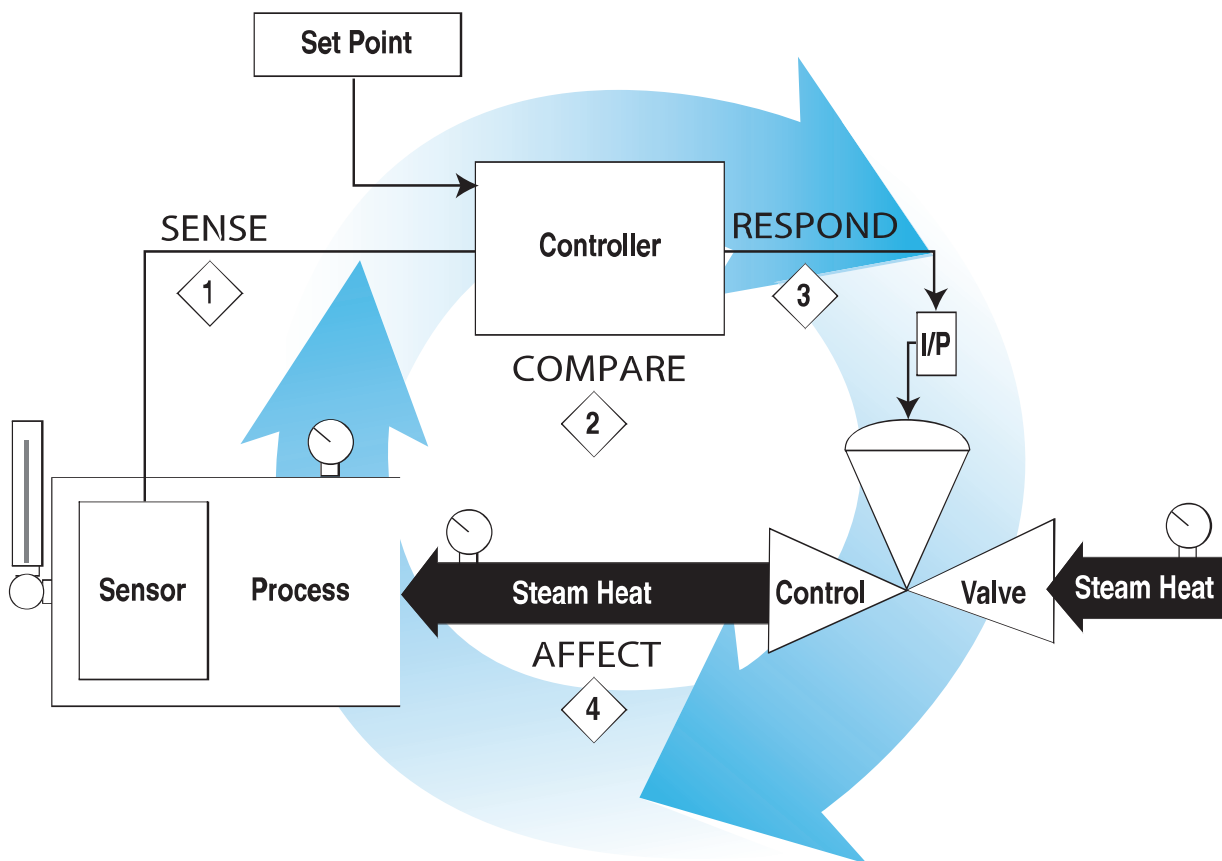 Set Point
SENSE
1
Controller
RESPOND
3
COMPARE
2
I/P
Sensor
Process
Steam Heat
Control
Valve
Steam Heat
AFFECT
4